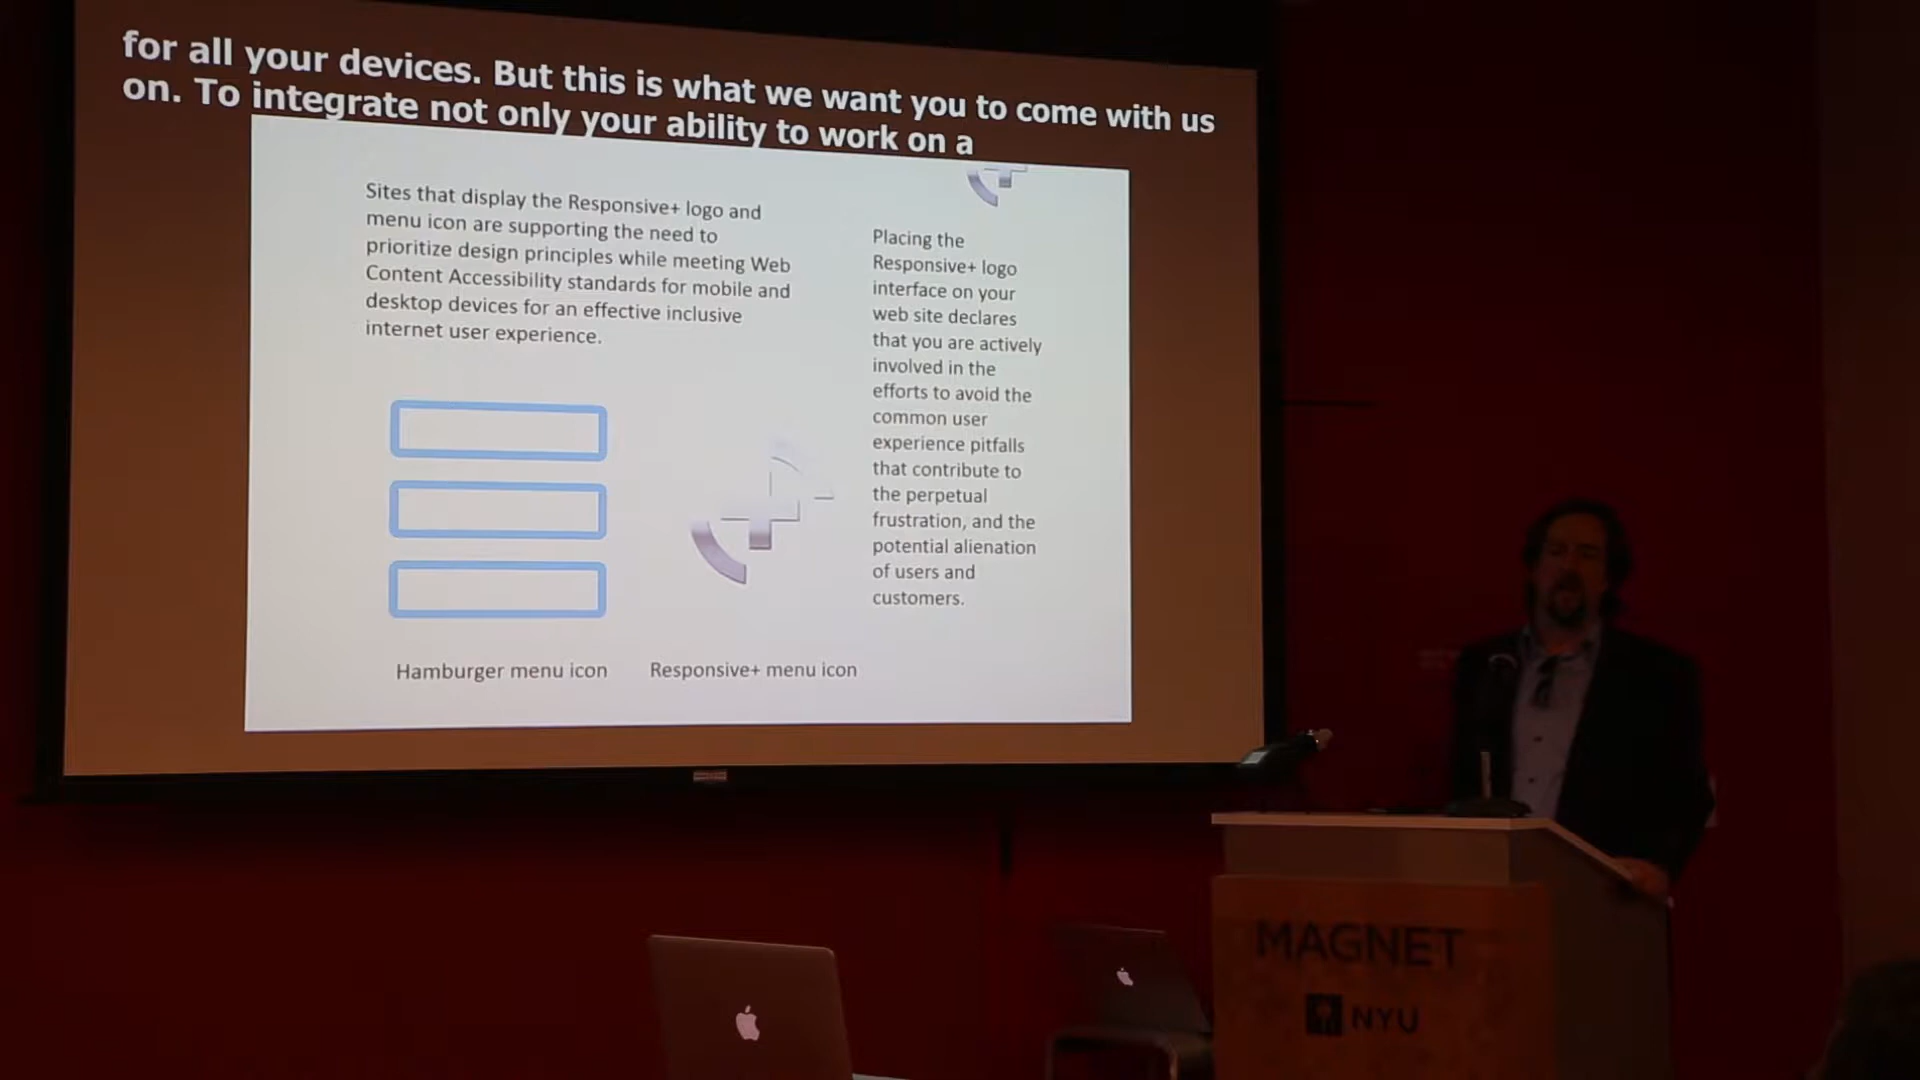 for all your devices. But this is what we want you to come with us
on. To integrate not only your ability to work on a
Sites that display the Responsive+ logo and
menu icon are supporting the need to
prioritize design principles while meeting Web
Content Accessibility standards for mobile and
desktop devices for an effective inclusive
internet user experience.
Placing the
Responsive+ logo
interface on your
web site declares
that you are actively
involved in the
efforts to avoid the
common user
experience pitfalls
that contribute to
the perpetual
frustration, and the
potential alienation
of users and
customers.
Hamburger menu icon
Responsive+ menu icon
MAGNET
NYU